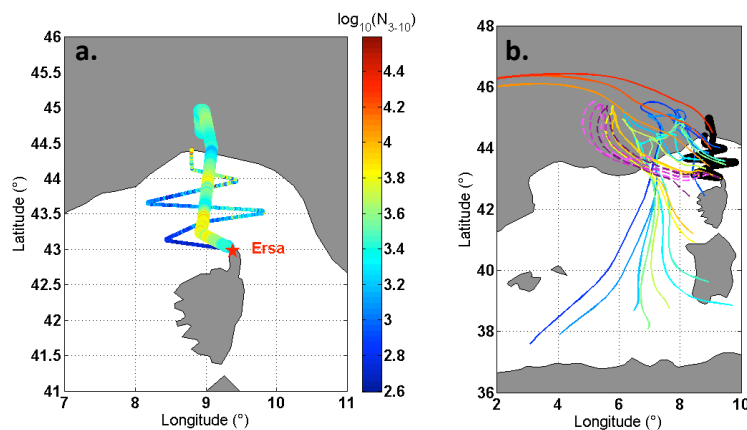 log₁₀(N₃₋₁₀)
a.
46
45.5
45
44.5
44
43.5
43
42.5
42
41.5
41
Latitude (°)
Ersa
7 8 9 10 11
Longitude (°)
4.4
4.2
4
3.8
3.6
3.4
3.2
3
2.8
2.6
b.
48
46
44
42
40
38
36
Latitude (°)
2 4 6 8 10
Longitude (°)